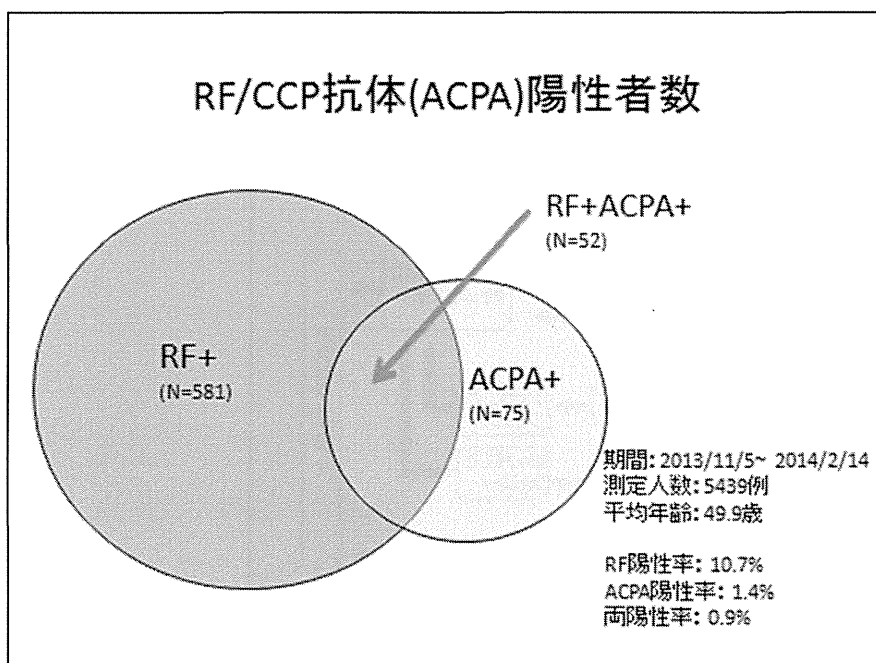 RF/CCP抗体(ACPA)陽性者数
RF+ACPA+
(N=52)
RF+
(N=581)
ACPA+
(N=75)
期間: 2013/11/5~ 2014/2/14
測定人数: 5439例
平均年齢: 49.9歳
RF陽性率: 10.7%
ACPA陽性率: 1.4%
両陽性率: 0.9%